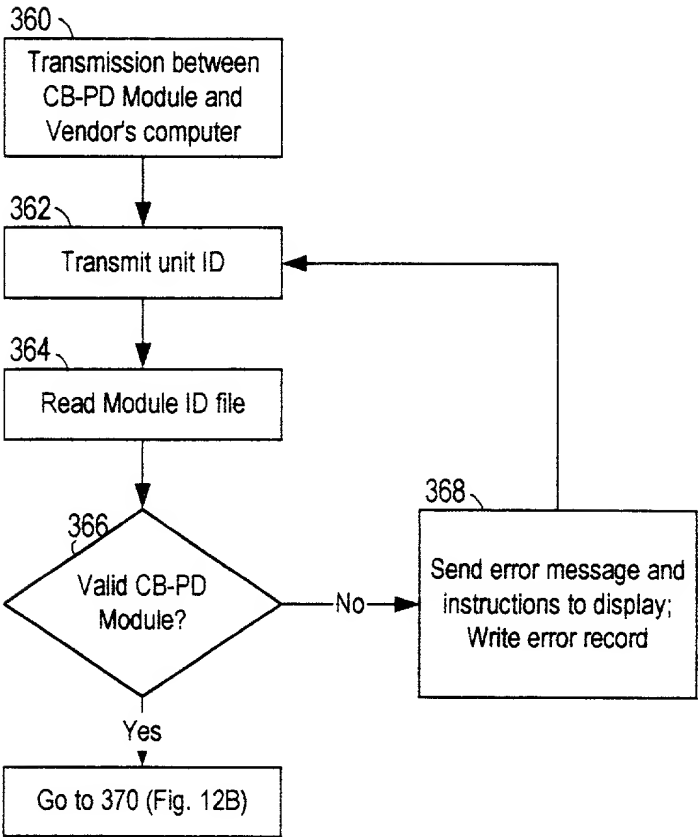 360
Transmission between
CB-PD Module and
Vendor's computer
362
Transmit unit ID
364
Read Module ID file
366
Valid CB-PD
Module?
No
368
Send error message and
instructions to display;
Write error record
Yes
Go to 370 (Fig. 12B)